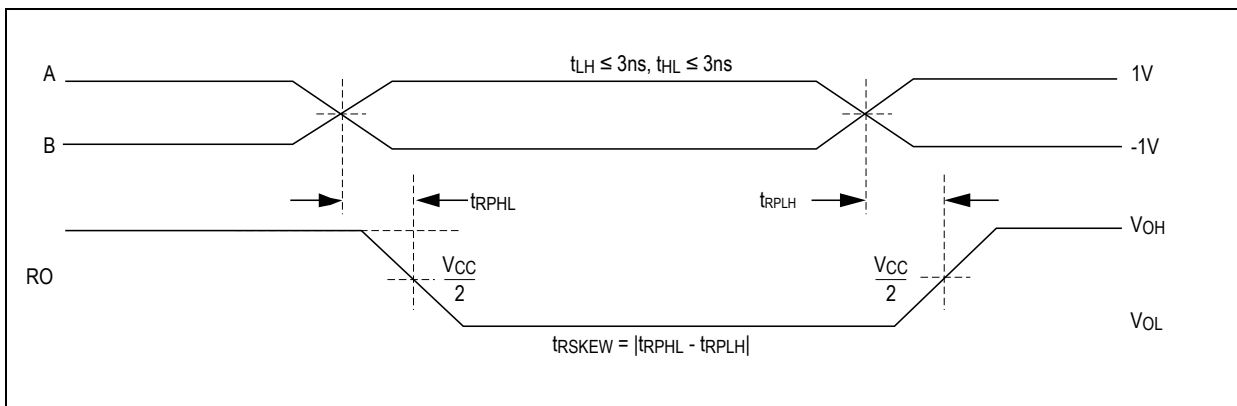 A
tLH ≤ 3ns, tHL ≤ 3ns
1V
B
-1V
tRPHL
tRPLH
VOH
RO
VCC
2
VCC
2
VOL
tRSKEW = |tRPHL - tRPLH|